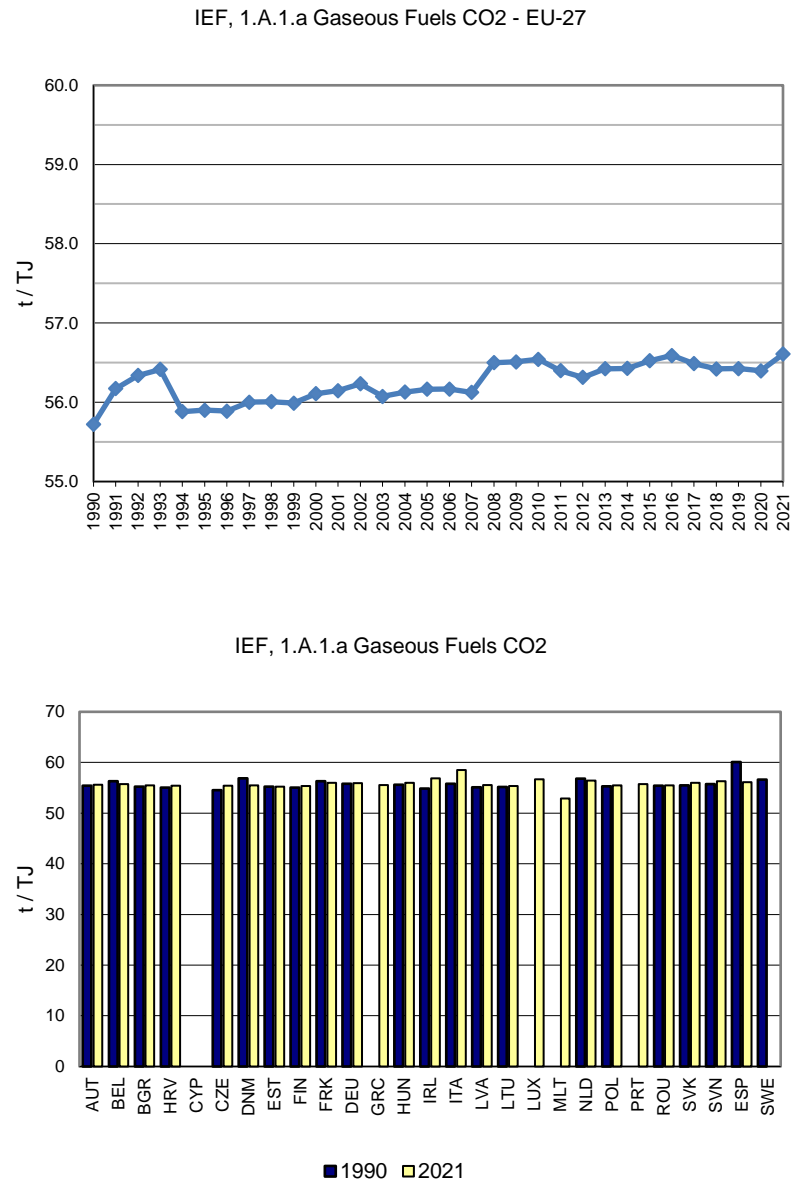 IEF, 1.A.1.a Gaseous Fuels CO2 - EU-27
60.0
59.0
58.0
57.0
56.0
55.0
t / TJ
1990 1991 1992 1993 1994 1995 1996 1997 1998 1999 2000 2001 2002 2003 2004 2005 2006 2007 2008 2009 2010 2011 2012 2013 2014 2015 2016 2017 2018 2019 2020 2021
IEF, 1.A.1.a Gaseous Fuels CO2
70
60
50
40
30
20
10
0
t / TJ
AUT BEL BGR HRV CYP CZE DNM EST FIN FRK DEU GRC HUN IRL ITA LVA LTU LUX MLT NLD POL PRT ROU SVK SVN ESP SWE
1990 2021